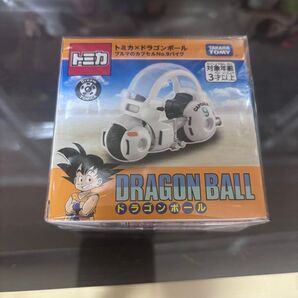 トミカ
トミカ×ドラゴンボール
ブルマのカプセルNo.9バイク
TAKARA
TOMY
対象年齢
3才以上
9
DRAGON BALL
ドラゴンボール